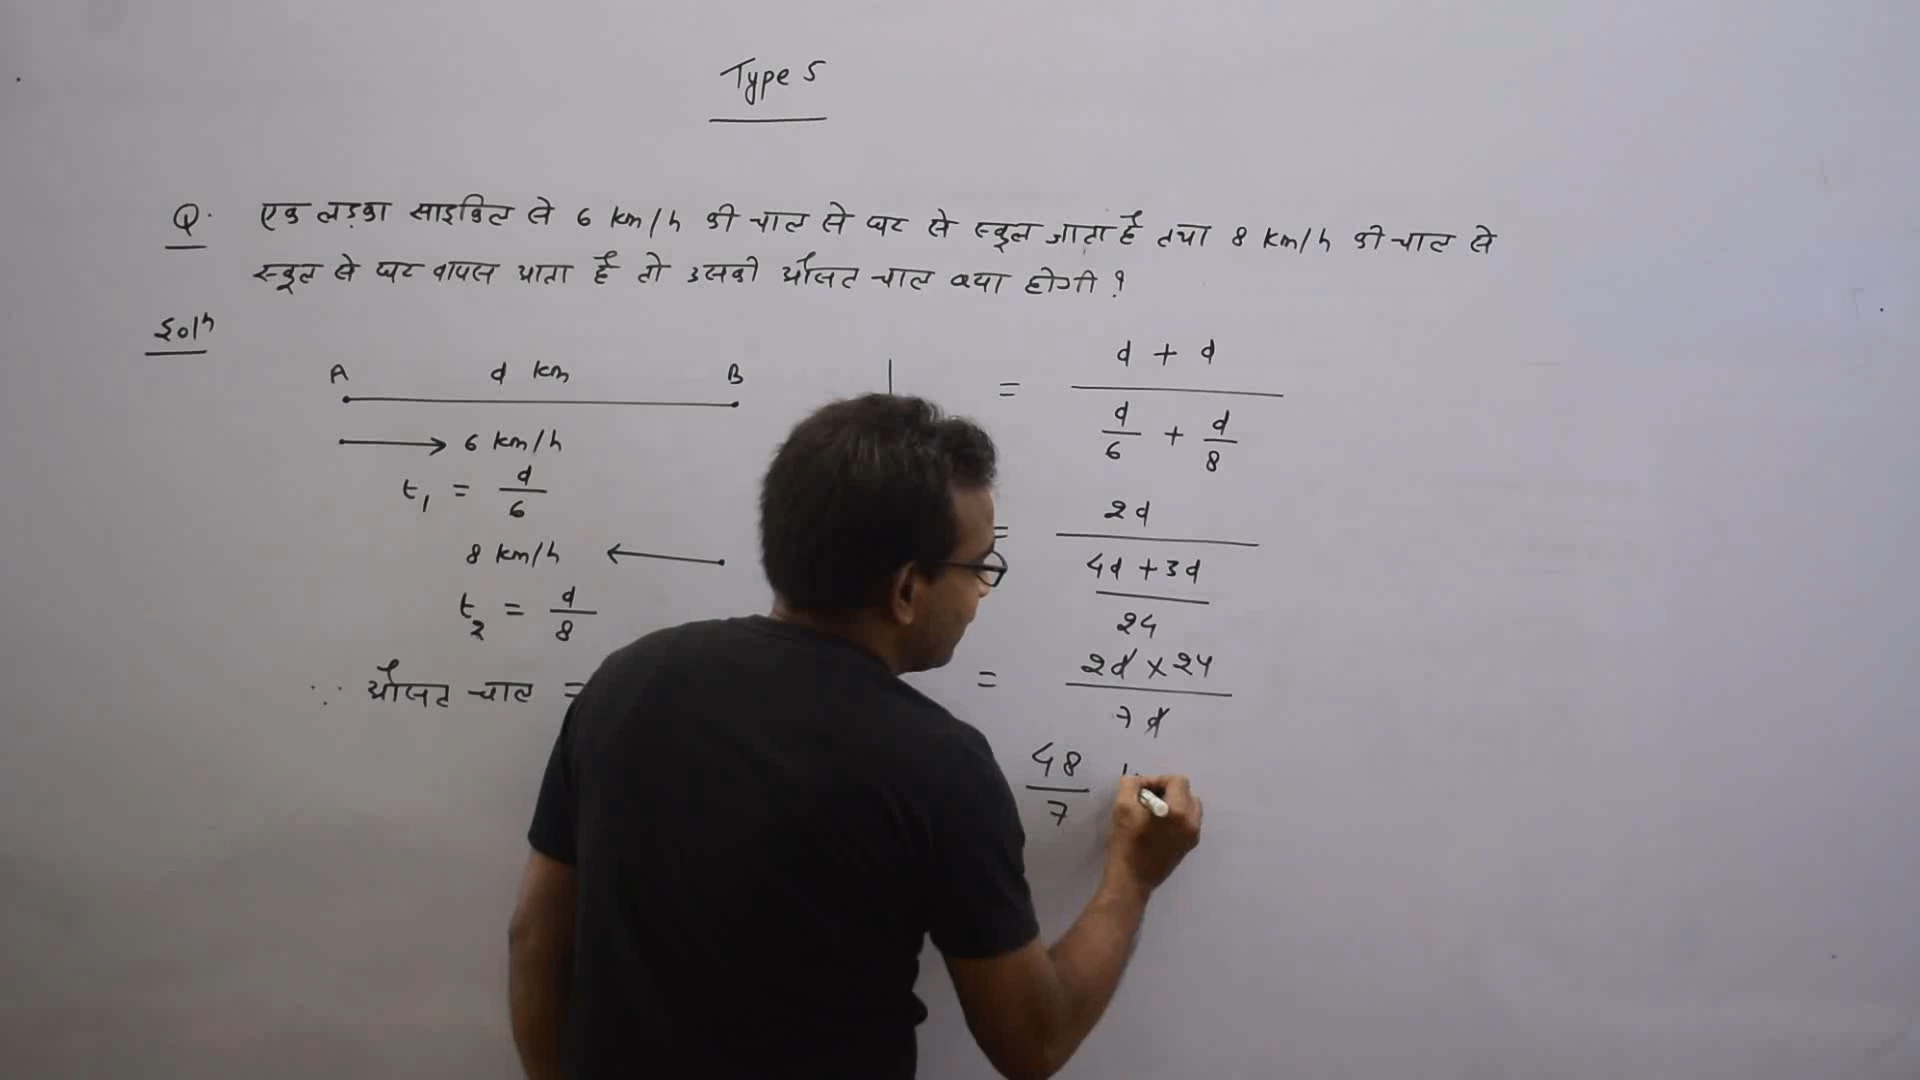 Type 5
Q. एक लड़का साइकिल से 6 km/h की चाल से घर से स्कूल जाता है तथा 8 km/h की चाल से
स्कूल से घर वापस आता है तो उसकी औसत चाल क्या होगी ?
Solⁿ
A d km B
→ 6 km/h
t₁ = d/6
8 km/h ←
t₂ = d/8
∵ औसत चाल =
= (d + d)/(d/6 + d/8)
= 2d/((4d + 3d)/24)
= (2d × 24)/(7d)
48/7